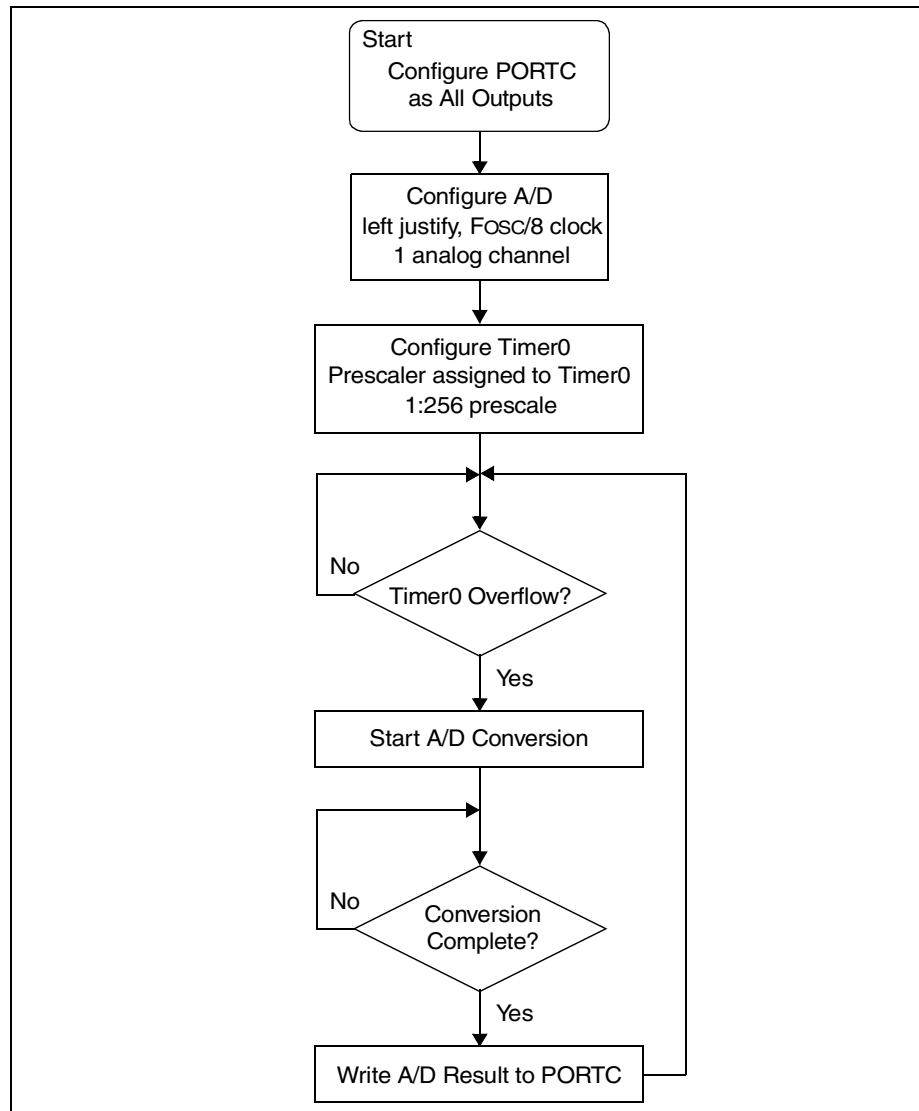 Start
Configure PORTC
as All Outputs
Configure A/D
left justify, FOSC/8 clock
1 analog channel
Configure Timer0
Prescaler assigned to Timer0
1:256 prescale
No
Timer0 Overflow?
Yes
Start A/D Conversion
No
Conversion
Complete?
Yes
Write A/D Result to PORTC